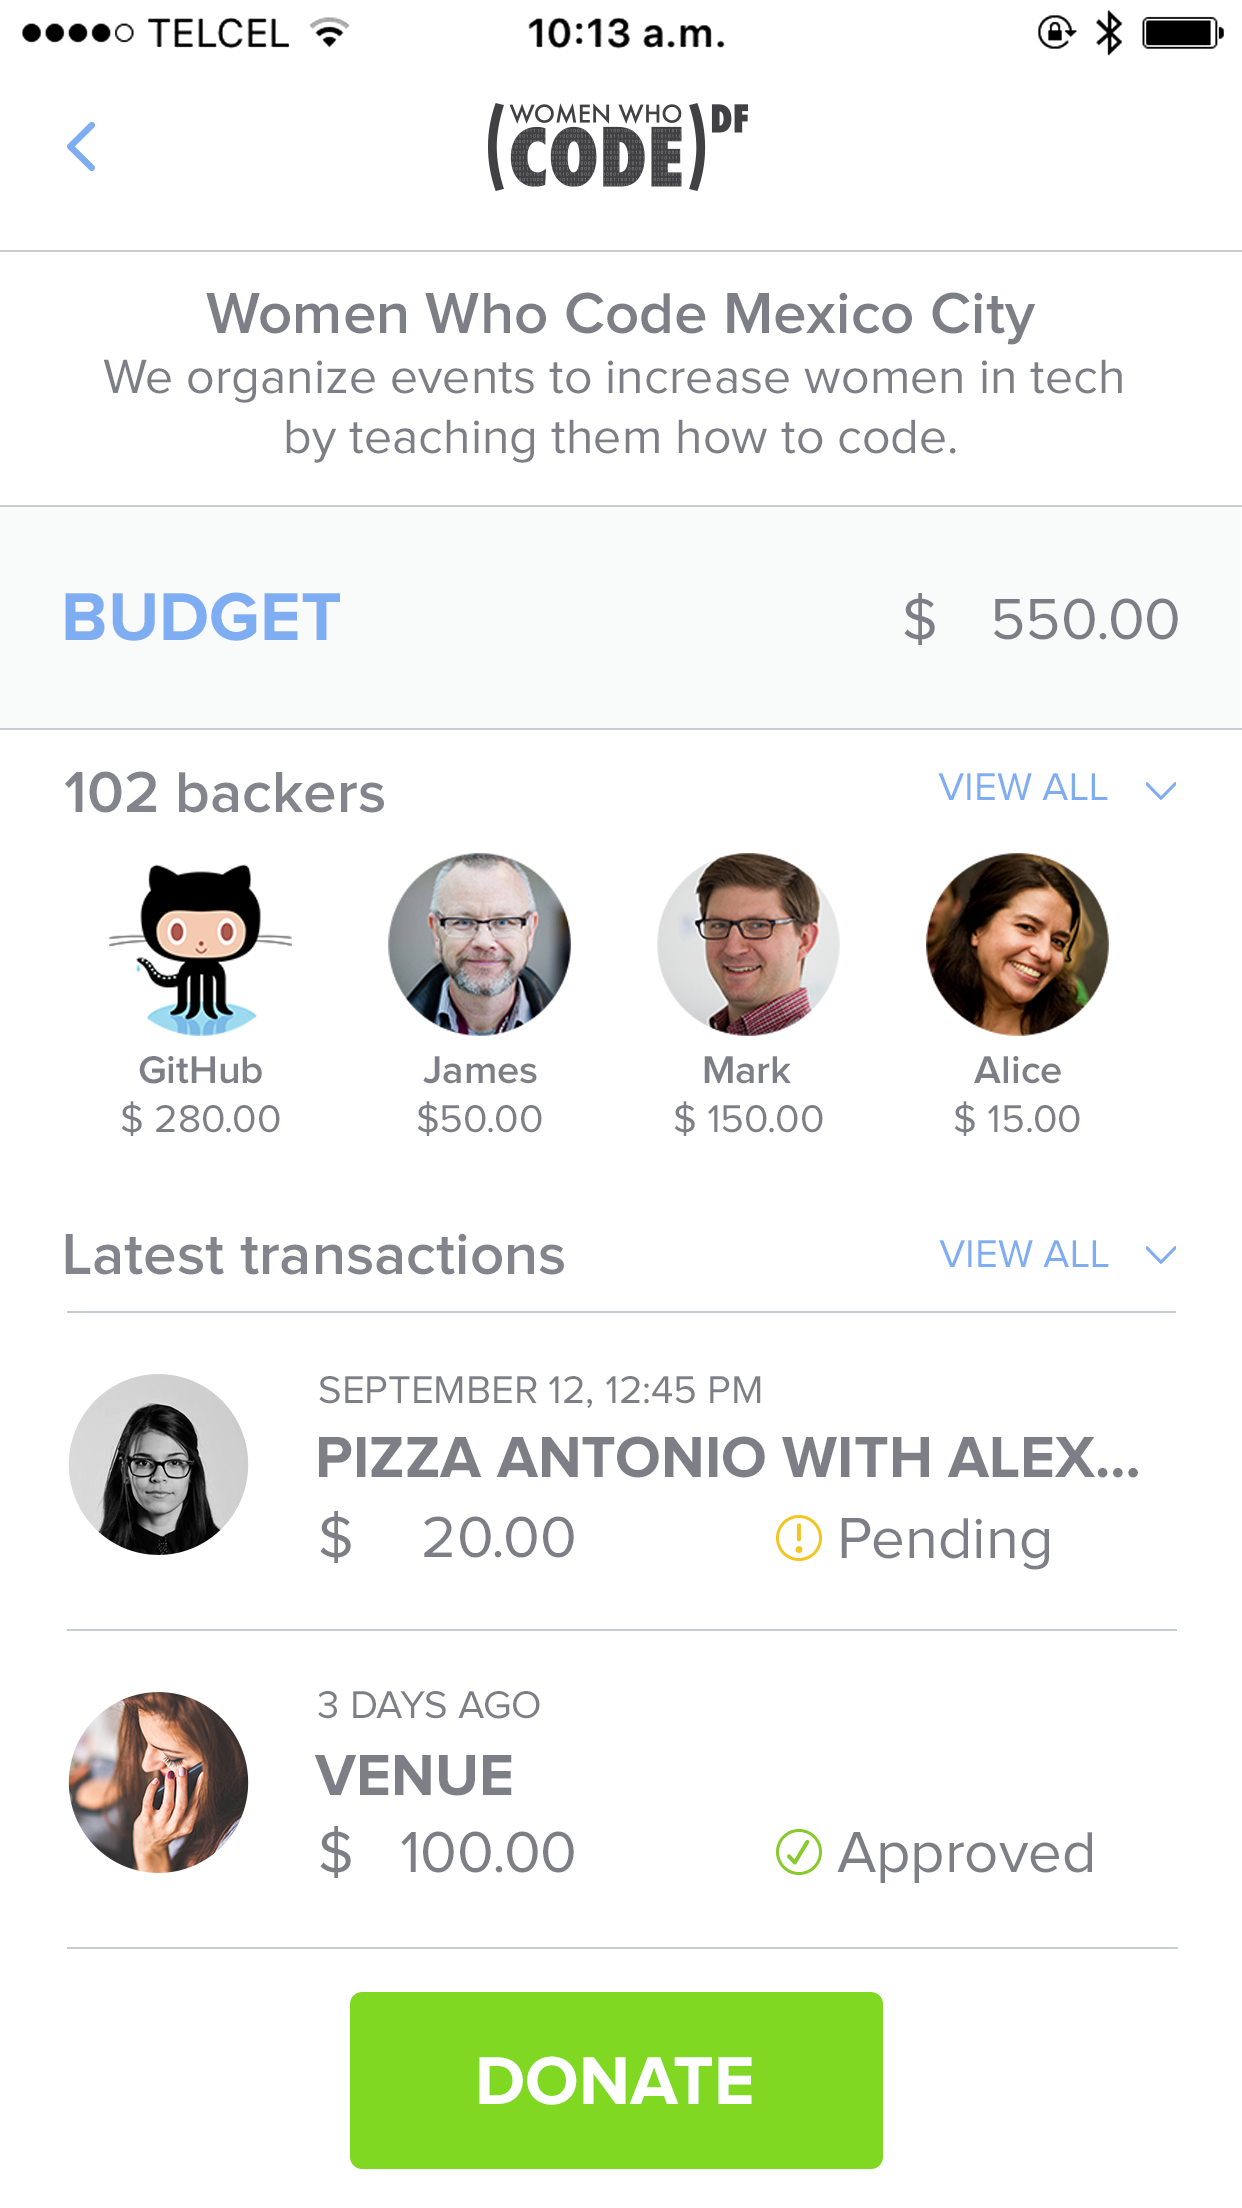 TELCEL 10:13 a.m.
WOMEN WHO
CODE DF
Women Who Code Mexico City
We organize events to increase women in tech
by teaching them how to code.
BUDGET $ 550.00
102 backers VIEW ALL
GitHub James Mark Alice
$ 280.00 $50.00 $ 150.00 $ 15.00
Latest transactions VIEW ALL
SEPTEMBER 12, 12:45 PM
PIZZA ANTONIO WITH ALEX...
$ 20.00 Pending
3 DAYS AGO
VENUE
$ 100.00 Approved
DONATE